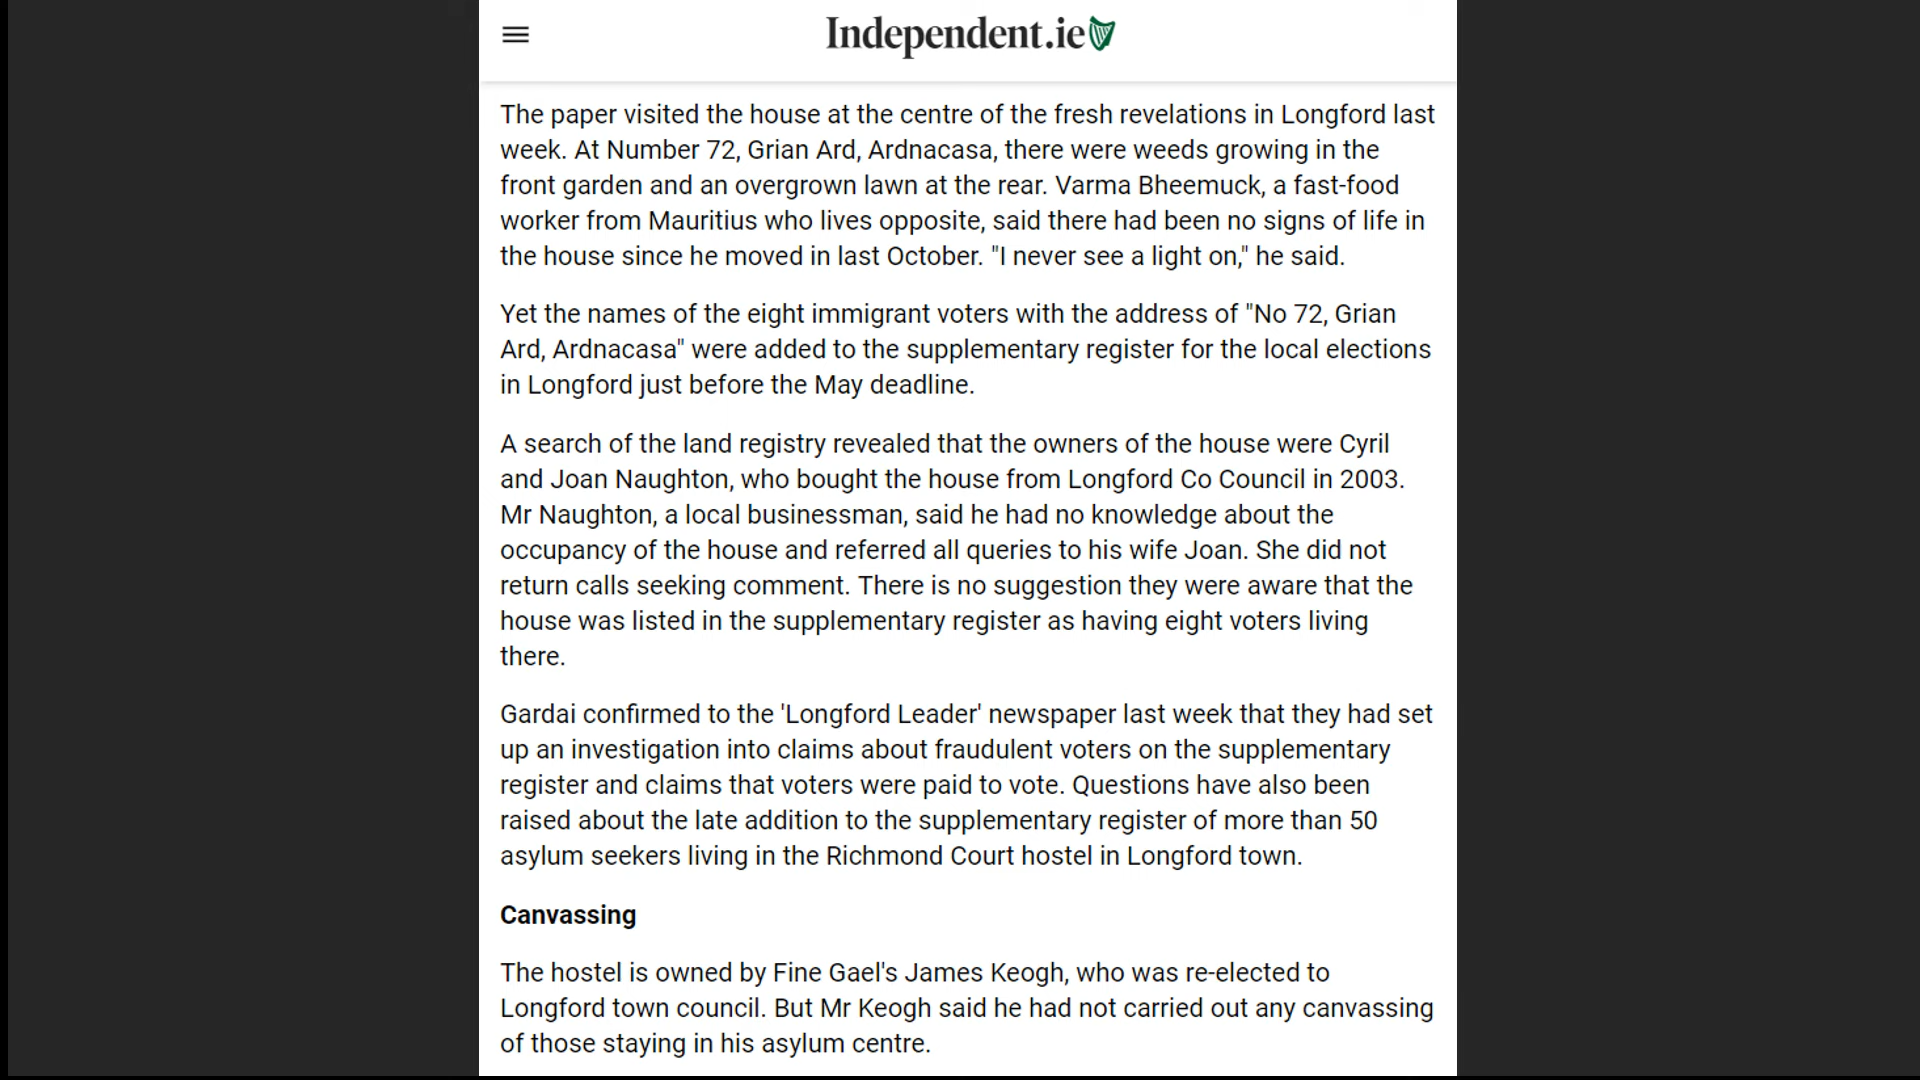 Independent.ie
The paper visited the house at the centre of the fresh revelations in Longford last
week. At Number 72, Grian Ard, Ardnacasa, there were weeds growing in the
front garden and an overgrown lawn at the rear. Varma Bheemuck, a fast-food
worker from Mauritius who lives opposite, said there had been no signs of life in
the house since he moved in last October. "I never see a light on," he said.
Yet the names of the eight immigrant voters with the address of "No 72, Grian
Ard, Ardnacasa" were added to the supplementary register for the local elections
in Longford just before the May deadline.
A search of the land registry revealed that the owners of the house were Cyril
and Joan Naughton, who bought the house from Longford Co Council in 2003.
Mr Naughton, a local businessman, said he had no knowledge about the
occupancy of the house and referred all queries to his wife Joan. She did not
return calls seeking comment. There is no suggestion they were aware that the
house was listed in the supplementary register as having eight voters living
there.
Gardai confirmed to the 'Longford Leader' newspaper last week that they had set
up an investigation into claims about fraudulent voters on the supplementary
register and claims that voters were paid to vote. Questions have also been
raised about the late addition to the supplementary register of more than 50
asylum seekers living in the Richmond Court hostel in Longford town.
Canvassing
The hostel is owned by Fine Gael's James Keogh, who was re-elected to
Longford town council. But Mr Keogh said he had not carried out any canvassing
of those staying in his asylum centre.